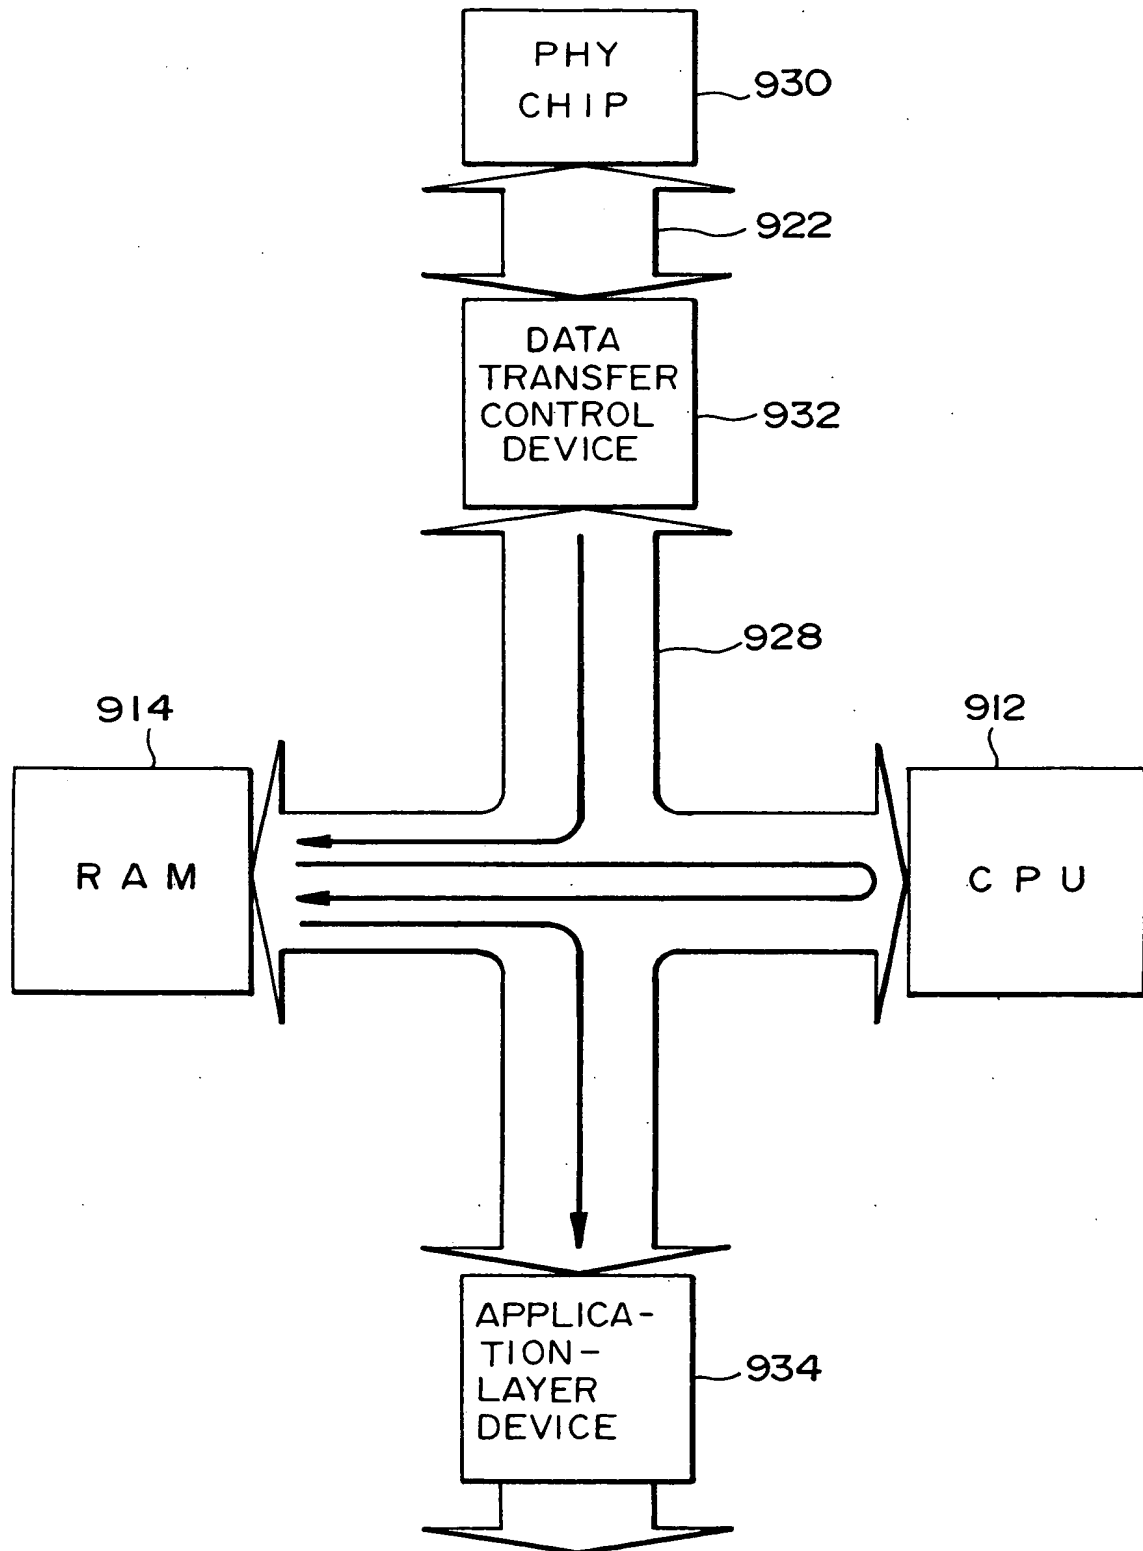 PHY
CHIP
930
922
DATA
TRANSFER
CONTROL
DEVICE
932
928
914
912
RAM
CPU
APPLICA-
TION-
LAYER
DEVICE
934